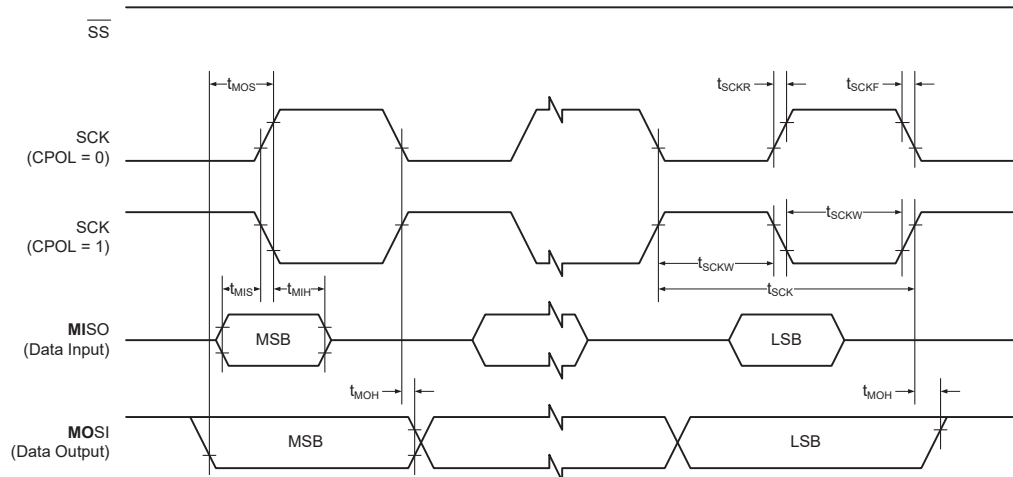 SS
tMOS
tSCKR
tSCKF
SCK
(CPOL = 0)
SCK
(CPOL = 1)
tSCKW
tSCKW
tSCK
tMIS
tMIH
MISO
(Data Input)
MSB
LSB
tMOH
tMOH
MOSI
(Data Output)
MSB
LSB